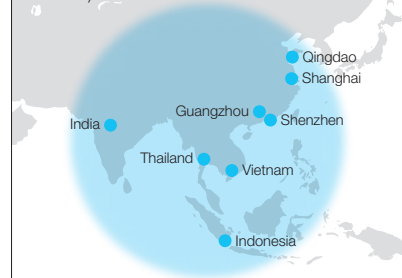 Qingdao
Shanghai
Guangzhou
Shenzhen
India
Thailand
Vietnam
Indonesia